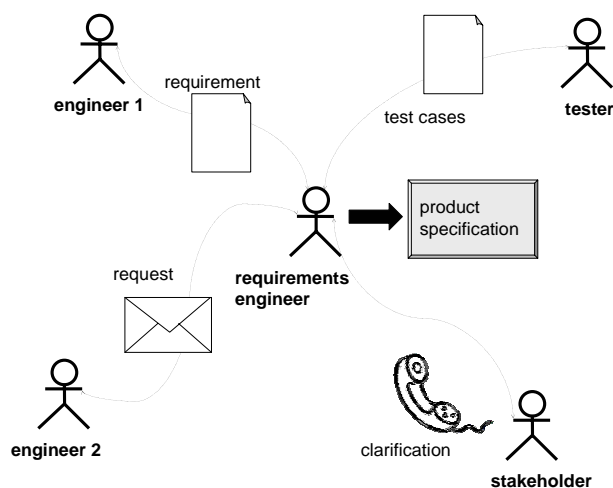 requirement
engineer 1
test cases
tester
product
specification
requirements
engineer
request
engineer 2
clarification
stakeholder